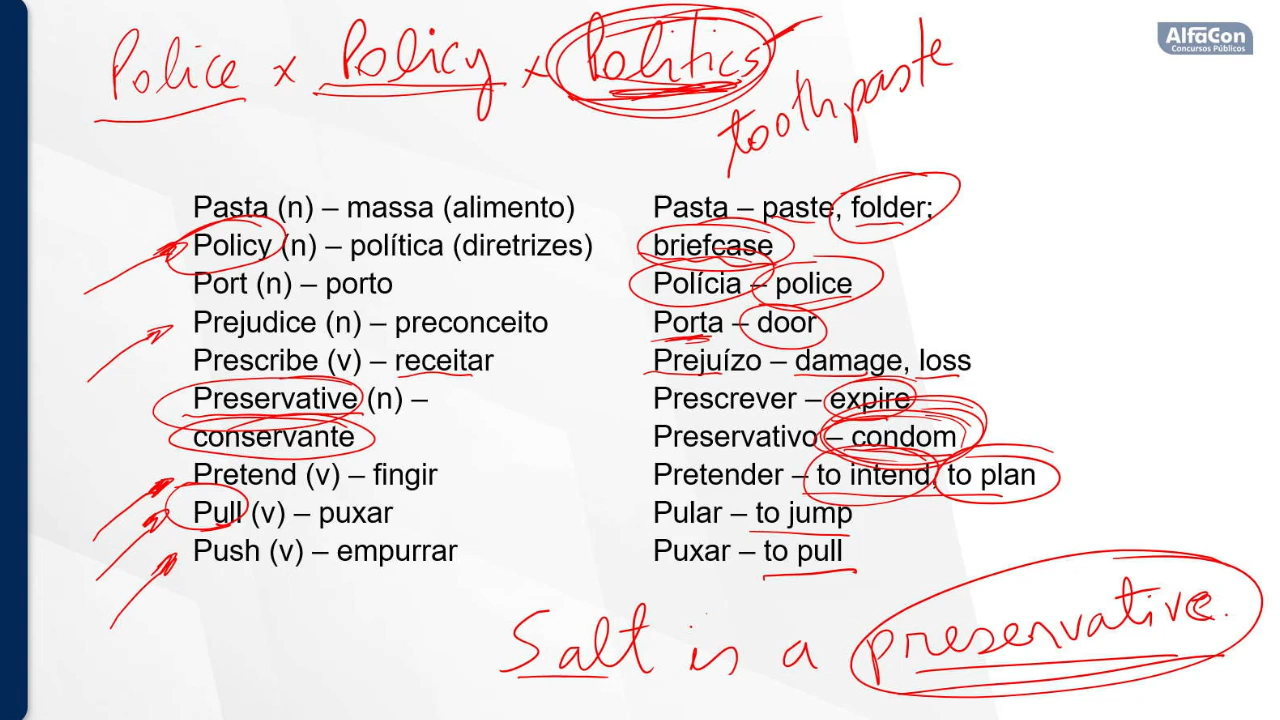 Police x Policy x Politics
AlfaCon
Concursos Públicos
toothpaste
Pasta (n) – massa (alimento)
Policy (n) – política (diretrizes)
Port (n) – porto
Prejudice (n) – preconceito
Prescribe (v) – receitar
Preservative (n) –
conservante
Pretend (v) – fingir
Pull (v) – puxar
Push (v) – empurrar
Pasta – paste, folder;
briefcase
Polícia – police
Porta – door
Prejuízo – damage, loss
Prescrever – expire
Preservativo – condom
Pretender – to intend, to plan
Pular – to jump
Puxar – to pull
Salt is a preservative.